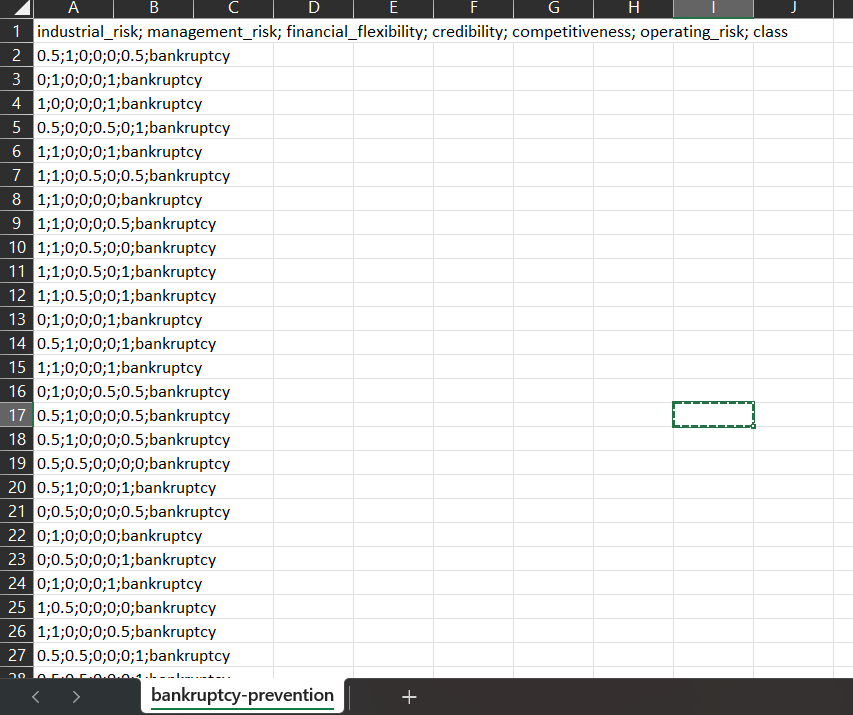 A B C D E F G H I J
1 industrial_risk; management_risk; financial_flexibility; credibility; competitiveness; operating_risk; class
2 0.5;1;0;0;0;0.5;bankruptcy
3 0;1;0;0;0;1;bankruptcy
4 1;0;0;0;0;1;bankruptcy
5 0.5;0;0;0.5;0;1;bankruptcy
6 1;1;0;0;0;1;bankruptcy
7 1;1;0;0.5;0;0.5;bankruptcy
8 1;1;0;0;0;0;bankruptcy
9 1;1;0;0;0;0.5;bankruptcy
10 1;1;0;0.5;0;0;bankruptcy
11 1;1;0;0.5;0;1;bankruptcy
12 1;1;0.5;0;0;1;bankruptcy
13 0;1;0;0;0;1;bankruptcy
14 0.5;1;0;0;0;1;bankruptcy
15 1;1;0;0;0;1;bankruptcy
16 0;1;0;0;0.5;0.5;bankruptcy
17 0.5;1;0;0;0;0.5;bankruptcy
18 0.5;1;0;0;0;0.5;bankruptcy
19 0.5;0.5;0;0;0;0;bankruptcy
20 0.5;1;0;0;0;1;bankruptcy
21 0;0.5;0;0;0;0.5;bankruptcy
22 0;1;0;0;0;0;bankruptcy
23 0;0.5;0;0;0;1;bankruptcy
24 0;1;0;0;0;1;bankruptcy
25 1;0.5;0;0;0;0;bankruptcy
26 1;1;0;0;0;0.5;bankruptcy
27 0.5;0.5;0;0;0;1;bankruptcy
bankruptcy-prevention